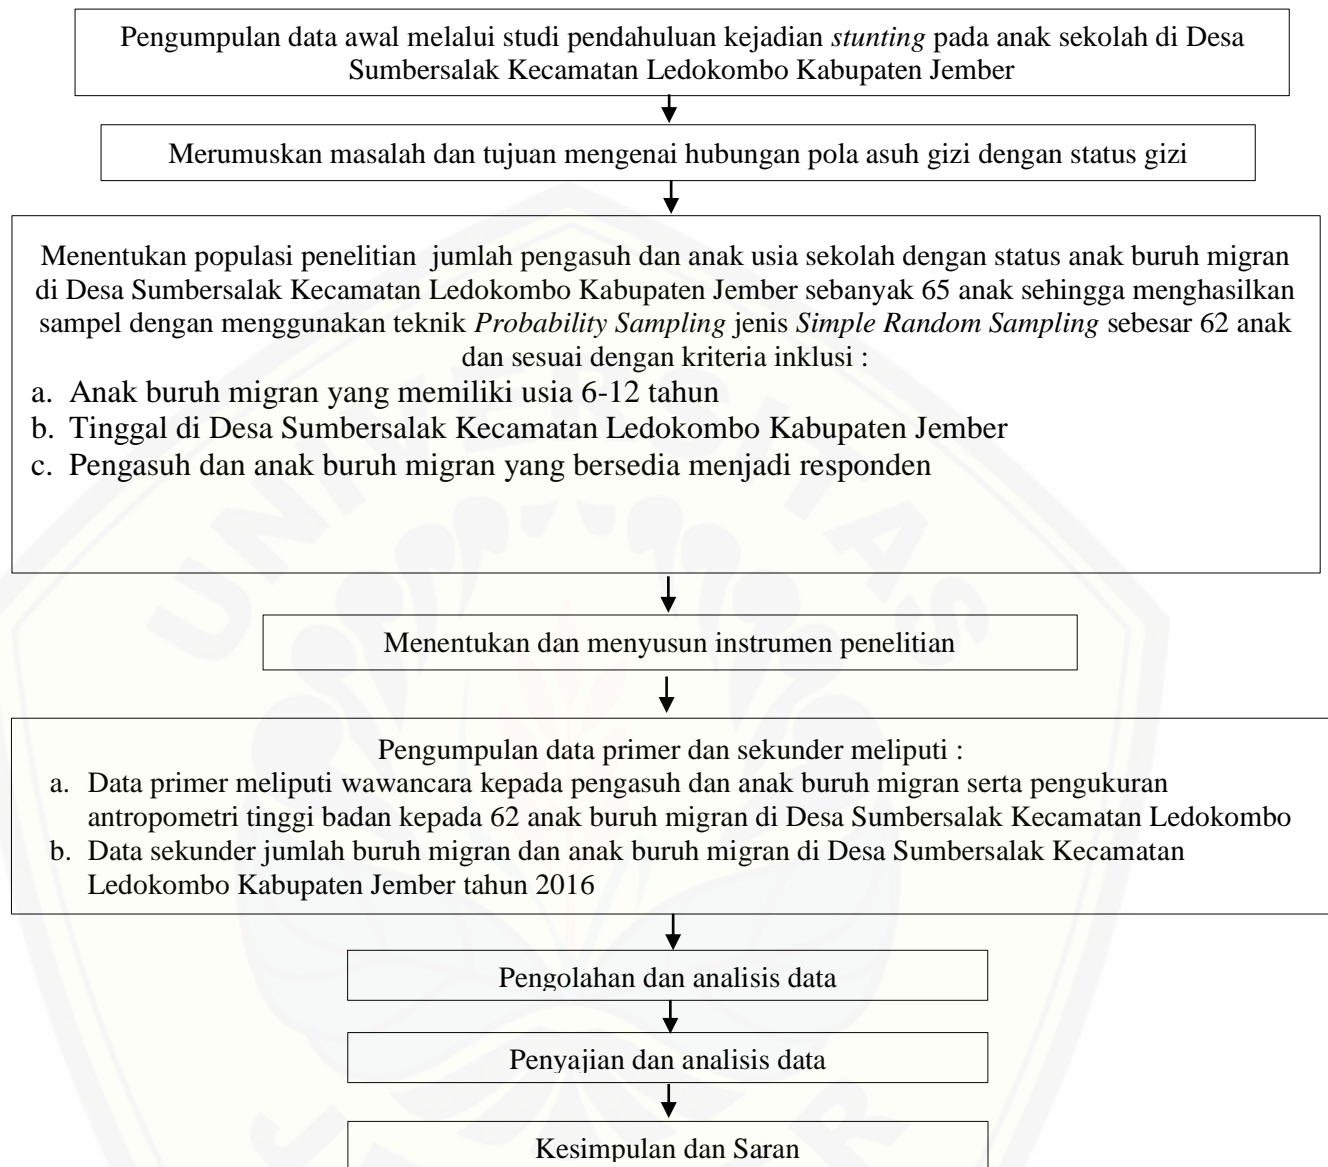 Pengumpulan data awal melalui studi pendahuluan kejadian stunting pada anak sekolah di Desa
Sumbersalak Kecamatan Ledokombo Kabupaten Jember
Merumuskan masalah dan tujuan mengenai hubungan pola asuh gizi dengan status gizi
Menentukan populasi penelitian jumlah pengasuh dan anak usia sekolah dengan status anak buruh migran
di Desa Sumbersalak Kecamatan Ledokombo Kabupaten Jember sebanyak 65 anak sehingga menghasilkan
sampel dengan menggunakan teknik Probability Sampling jenis Simple Random Sampling sebesar 62 anak
dan sesuai dengan kriteria inklusi :
a. Anak buruh migran yang memiliki usia 6-12 tahun
b. Tinggal di Desa Sumbersalak Kecamatan Ledokombo Kabupaten Jember
c. Pengasuh dan anak buruh migran yang bersedia menjadi responden
Menentukan dan menyusun instrumen penelitian
Pengumpulan data primer dan sekunder meliputi :
a. Data primer meliputi wawancara kepada pengasuh dan anak buruh migran serta pengukuran
antropometri tinggi badan kepada 62 anak buruh migran di Desa Sumbersalak Kecamatan Ledokombo
b. Data sekunder jumlah buruh migran dan anak buruh migran di Desa Sumbersalak Kecamatan
Ledokombo Kabupaten Jember tahun 2016
Pengolahan dan analisis data
Penyajian dan analisis data
Kesimpulan dan Saran
UNIVERSITAS